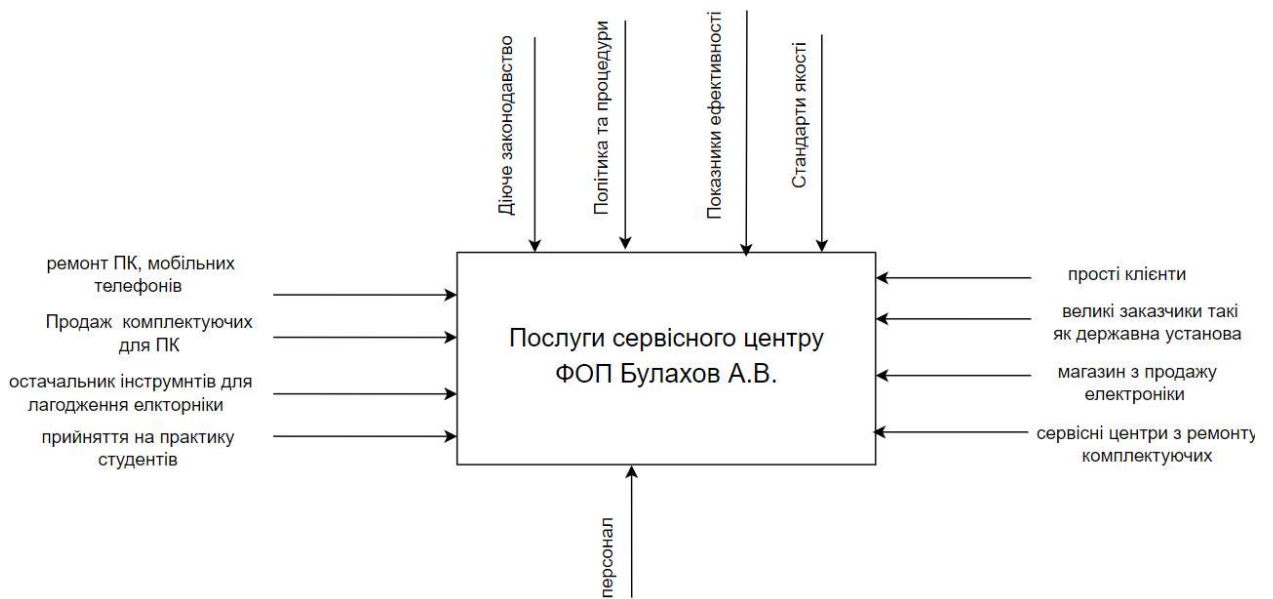 Діюче законодавство
Політика та процедури
Показники ефективності
Стандарти якості
ремонт ПК, мобільних
телефонів
Продаж комплектуючих
для ПК
остачальник інструмнтів для
лагодження елкторніки
прийняття на практику
студентів
Послуги сервісного центру
ФОП Булахов А.В.
прості клієнти
великі заказчики такі
як державна установа
магазин з продажу
електроніки
сервісні центри з ремонту
комплектуючих
персонал